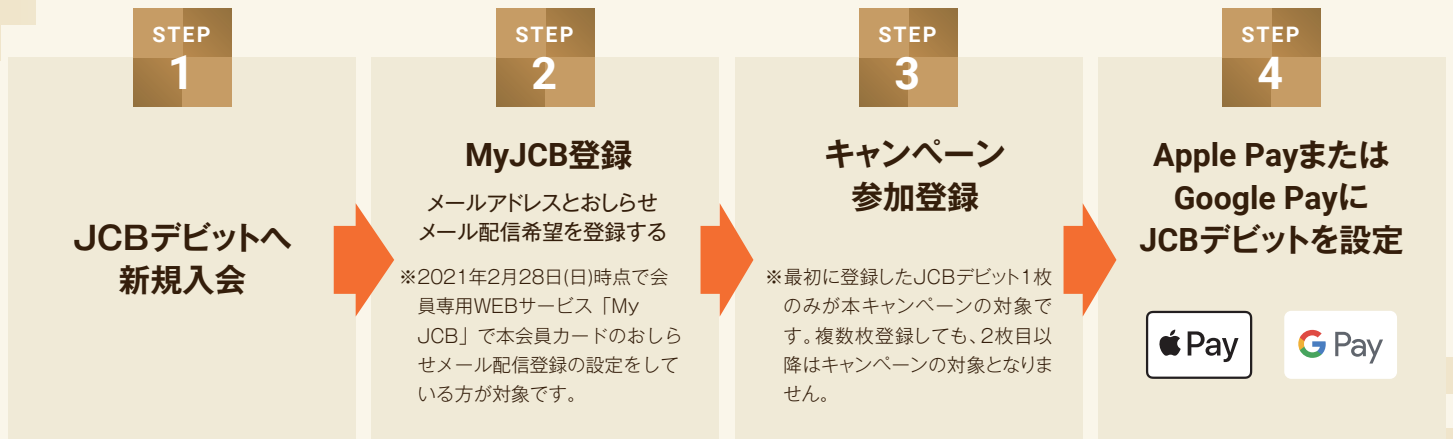 STEP
1
JCBデビットへ
新規入会
STEP
2
MyJCB登録
メールアドレスとおしらせ
メール配信希望を登録する
※2021年2月28日(日)時点で会
員専用WEBサービス「My
JCB」で本会員カードのおしら
せメール配信登録の設定をして
いる方が対象です。
STEP
3
キャンペーン
参加登録
※最初に登録したJCBデビット1枚
のみが本キャンペーンの対象で
す。複数枚登録しても、2枚目以
降はキャンペーンの対象となりま
せん。
STEP
4
Apple Payまたは
Google Payに
JCBデビットを設定
Pay
G Pay